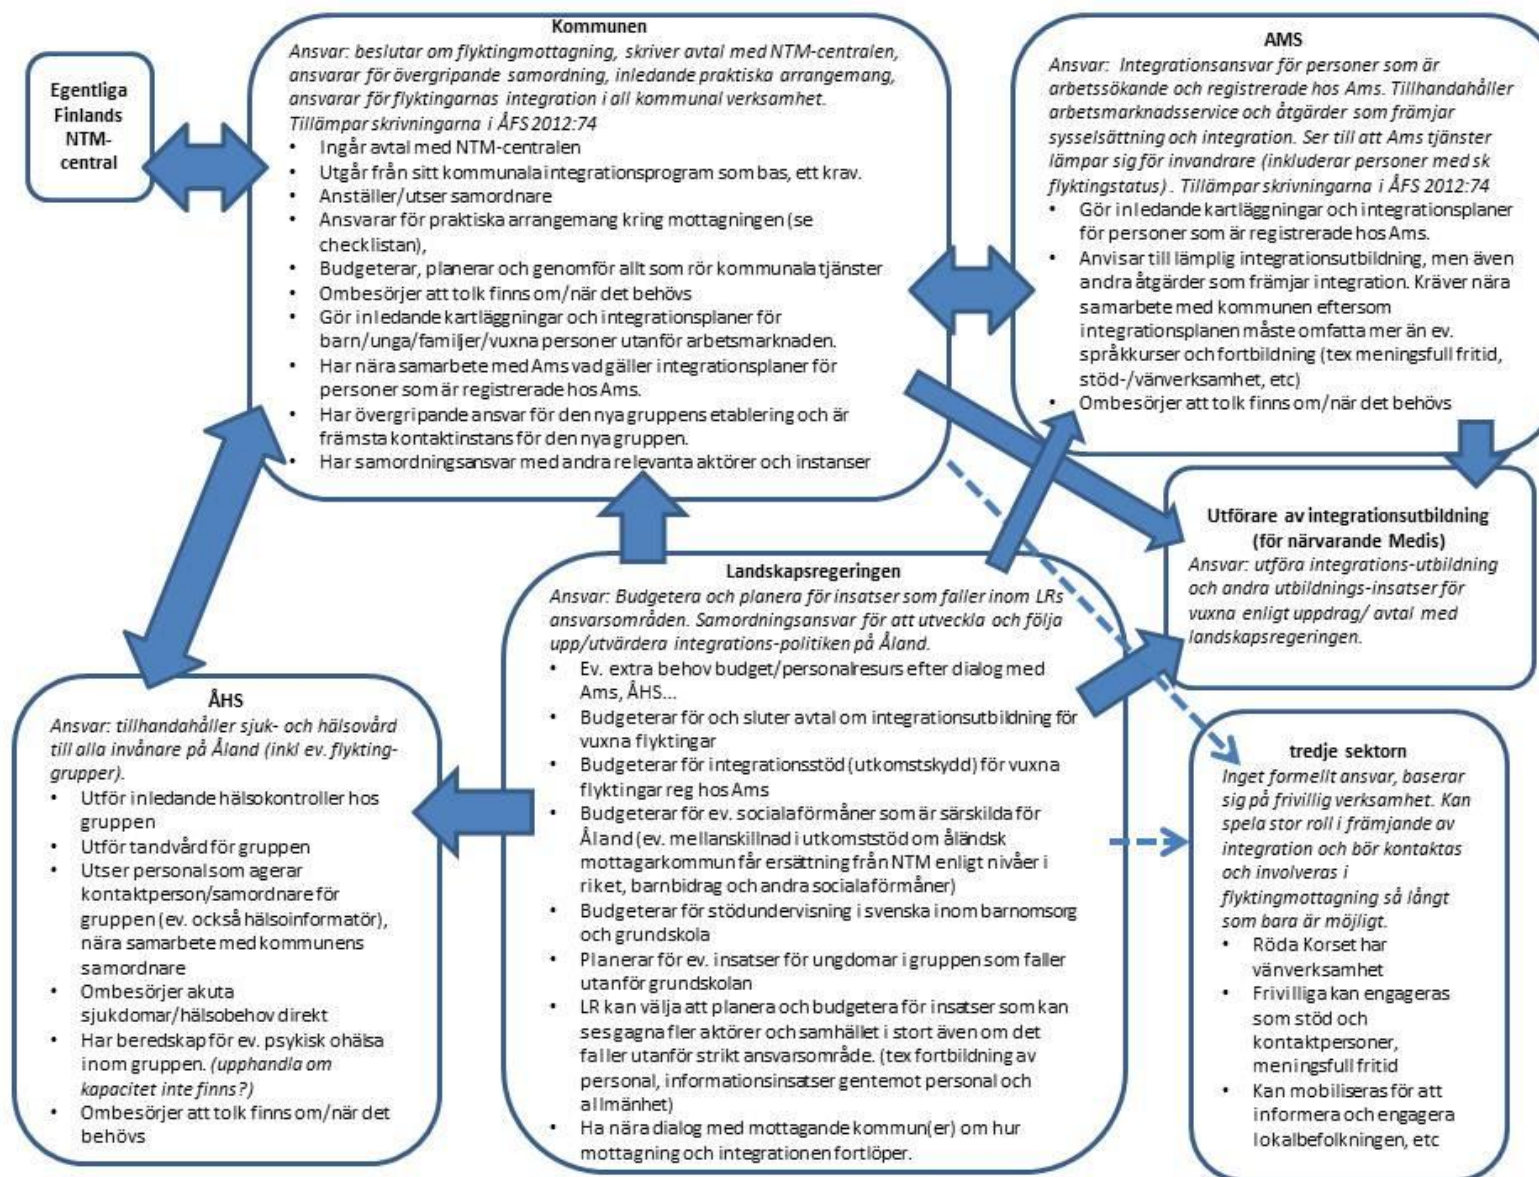 Egentliga
Finlands
NTM-
central
Kommunen
Ansvar: beslutar om flyktingmottagning, skriver avtal med NTM-centralen,
ansvarar för övergripande samordning, inledande praktiska arrangemang,
ansvarar för flyktingarnas integration i all kommunal verksamhet.
Tillämpar skrivningarna i ÅFS 2012:74
• Ingår avtal med NTM-centralen
• Utgår från sitt kommunala integrationsprogram som bas, ett krav.
• Anställer/utser samordnare
• Ansvarar för praktiska arrangemang kring mottagningen (se
checklistan),
• Budgeterar, planerar och genomför allt som rör kommunala tjänster
• Ombesörjer att tolk finns om/när det behövs
• Gör inledande kartläggningar och integrationsplaner för
barn/unga/familjer/vuxna personer utanför arbetsmarknaden.
• Har nära samarbete med Ams vad gäller integrationsplaner för
personer som är registrerade hos Ams.
• Har övergripande ansvar för den nya gruppens etablering och är
främsta kontaktinstans för den nya gruppen.
• Har samordningsansvar med andra relevanta aktörer och instanser
AMS
Ansvar: Integrationsansvar för personer som är
arbetssökande och registrerade hos Ams. Tillhandahåller
arbetsmarknadsservice och åtgärder som främjar
sysselsättning och integration. Ser till att Ams tjänster
lämpar sig för invandrare (inkluderar personer med sk
flyktingstatus) . Tillämpar skrivningarna i ÅFS 2012:74
• Gör inledande kartläggningar och integrationsplaner
för personer som är registrerade hos Ams.
• Anvisar till lämplig integrationsutbildning, men även
andra åtgärder som främjar integration. Kräver nära
samarbete med kommunen eftersom
integrationsplanen måste omfatta mer än ev.
språkkurser och fortbildning (tex meningsfull fritid,
stöd-/vänverksamhet, etc)
• Ombesörjer att tolk finns om/när det behövs
Utförare av integrationsutbildning
(för närvarande Medis)
Ansvar: utföra integrations-utbildning
och andra utbildnings-insatser för
vuxna enligt uppdrag/ avtal med
landskapsregeringen.
Landskapsregeringen
Ansvar: Budgetera och planera för insatser som faller inom LRs
ansvarsområden. Samordningsansvar för att utveckla och följa
upp/utvärdera integrations-politiken på Åland.
• Ev. extra behov budget/personalresurs efter dialog med
Ams, ÅHS...
• Budgeterar för och sluter avtal om integrationsutbildning för
vuxna flyktingar
• Budgeterar för integrationsstöd (utkomstskydd) för vuxna
flyktingar reg hos Ams
• Budgeterar för ev. sociala förmåner som är särskilda för
Åland (ev. mellanskillnad i utkomststöd om åländsk
mottagarkommun får ersättning från NTM enligt nivåer i
riket, barnbidrag och andra sociala förmåner)
• Budgeterar för stödundervisning i svenska inom barnomsorg
och grundskola
• Planerar för ev. insatser för ungdomar i gruppen som faller
utanför grundskolan
• LR kan välja att planera och budgetera för insatser som kan
ses gagna fler aktörer och samhället i stort även om det
faller utanför strikt ansvarsområde. (tex fortbildning av
personal, informationsinsatser gentemot personal och
allmänhet)
• Ha nära dialog med mottagande kommun(er) om hur
mottagning och integrationen fortlöper.
ÅHS
Ansvar: tillhandahåller sjuk- och hälsovård
till alla invånare på Åland (inkl ev. flykting-
grupper).
• Utför inledande hälsokontroller hos
gruppen
• Utför tandvård för gruppen
• Utser personal som agerar
kontaktperson/samordnare för
gruppen (ev. också hälsoinformatör),
nära samarbete med kommunens
samordnare
• Ombesörjer akuta
sjukdomar/hälsobehov direkt
• Har beredskap för ev. psykisk ohälsa
inom gruppen. (upphandla om
kapacitet inte finns?)
• Ombesörjer att tolk finns om/när det
behövs
tredje sektorn
Inget formellt ansvar, baserar
sig på frivillig verksamhet. Kan
spela stor roll i främjande av
integration och bör kontaktas
och involveras i
flyktingmottagning så långt
som bara är möjligt.
• Röda Korset har
vänverksamhet
• Frivilliga kan engageras
som stöd och
kontaktpersoner,
meningsfull fritid
• Kan mobiliseras för att
informera och engagera
lokalbefolkningen, etc